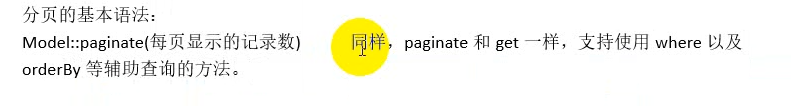 分页的基本语法：
Model::paginate(每页显示的记录数)　　同样，paginate 和 get 一样，支持使用 where 以及
orderBy 等辅助查询的方法。